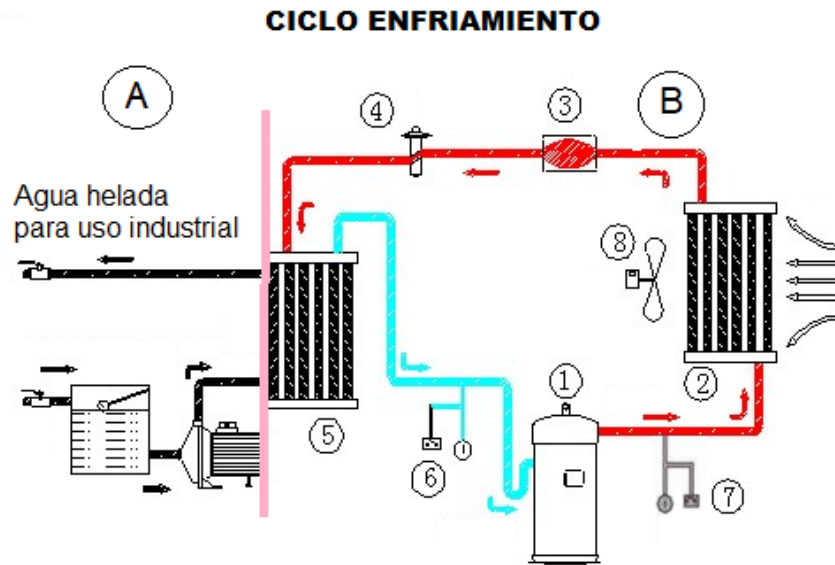 CICLO ENFRIAMIENTO
A
B
4
3
Agua helada
para uso industrial
8
1
2
5
6
7